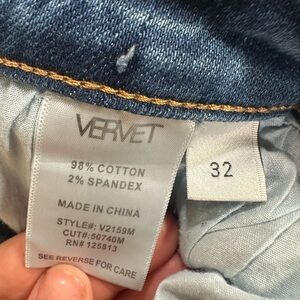 VERVET
98% COTTON
2% SPANDEX
MADE IN CHINA
STYLE#: V2159M
CUT#: 50740M
RN# 125813
SEE REVERSE FOR CARE
32